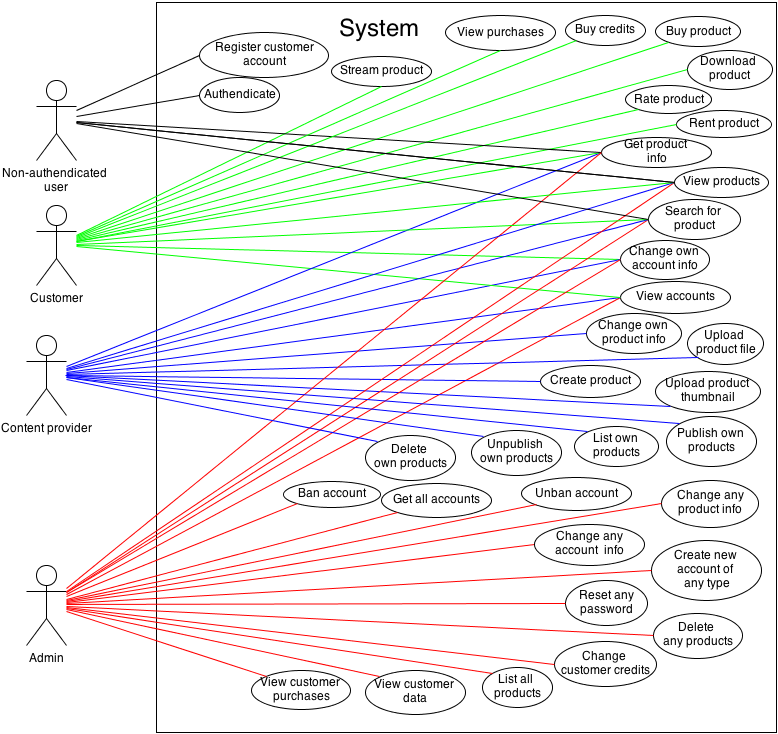 System
View purchases
Buy credits
Buy product
Register customer
account
Stream product
Download
product
Authendicate
Rate product
Rent product
Non-authendicated
user
Get product
info
View products
Search for
product
Customer
Change own
account info
View accounts
Change own
product info
Upload
product file
Content provider
Create product
Upload product
thumbnail
Delete
own products
Unpublish
own products
List own
products
Publish own
products
Ban account
Get all accounts
Unban account
Change any
product info
Change any
account  info
Create new
account of
any type
Admin
Reset any
password
Delete
any products
Change
customer credits
View customer
purchases
View customer
data
List all
products